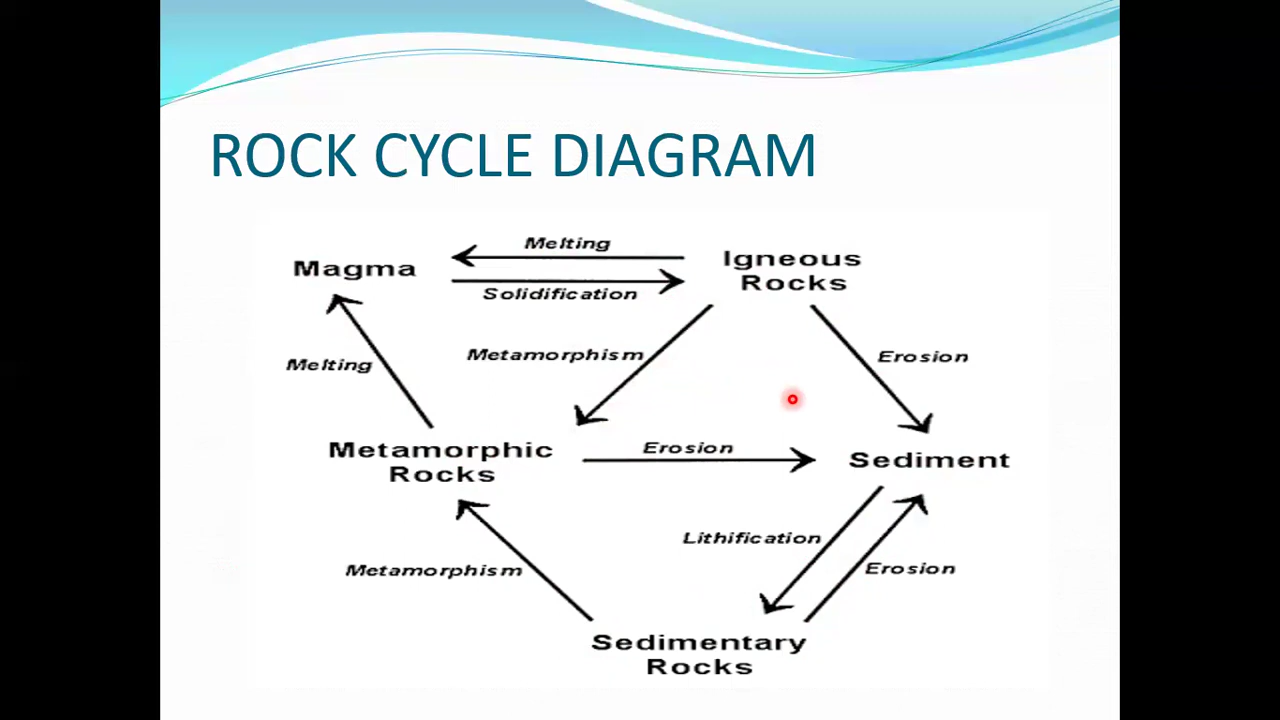 ROCK CYCLE DIAGRAM
Melting
Magma
Igneous
Rocks
Solidification
Metamorphism
Erosion
Melting
Metamorphic
Rocks
Erosion
Sediment
Lithification
Erosion
Metamorphism
Sedimentary
Rocks